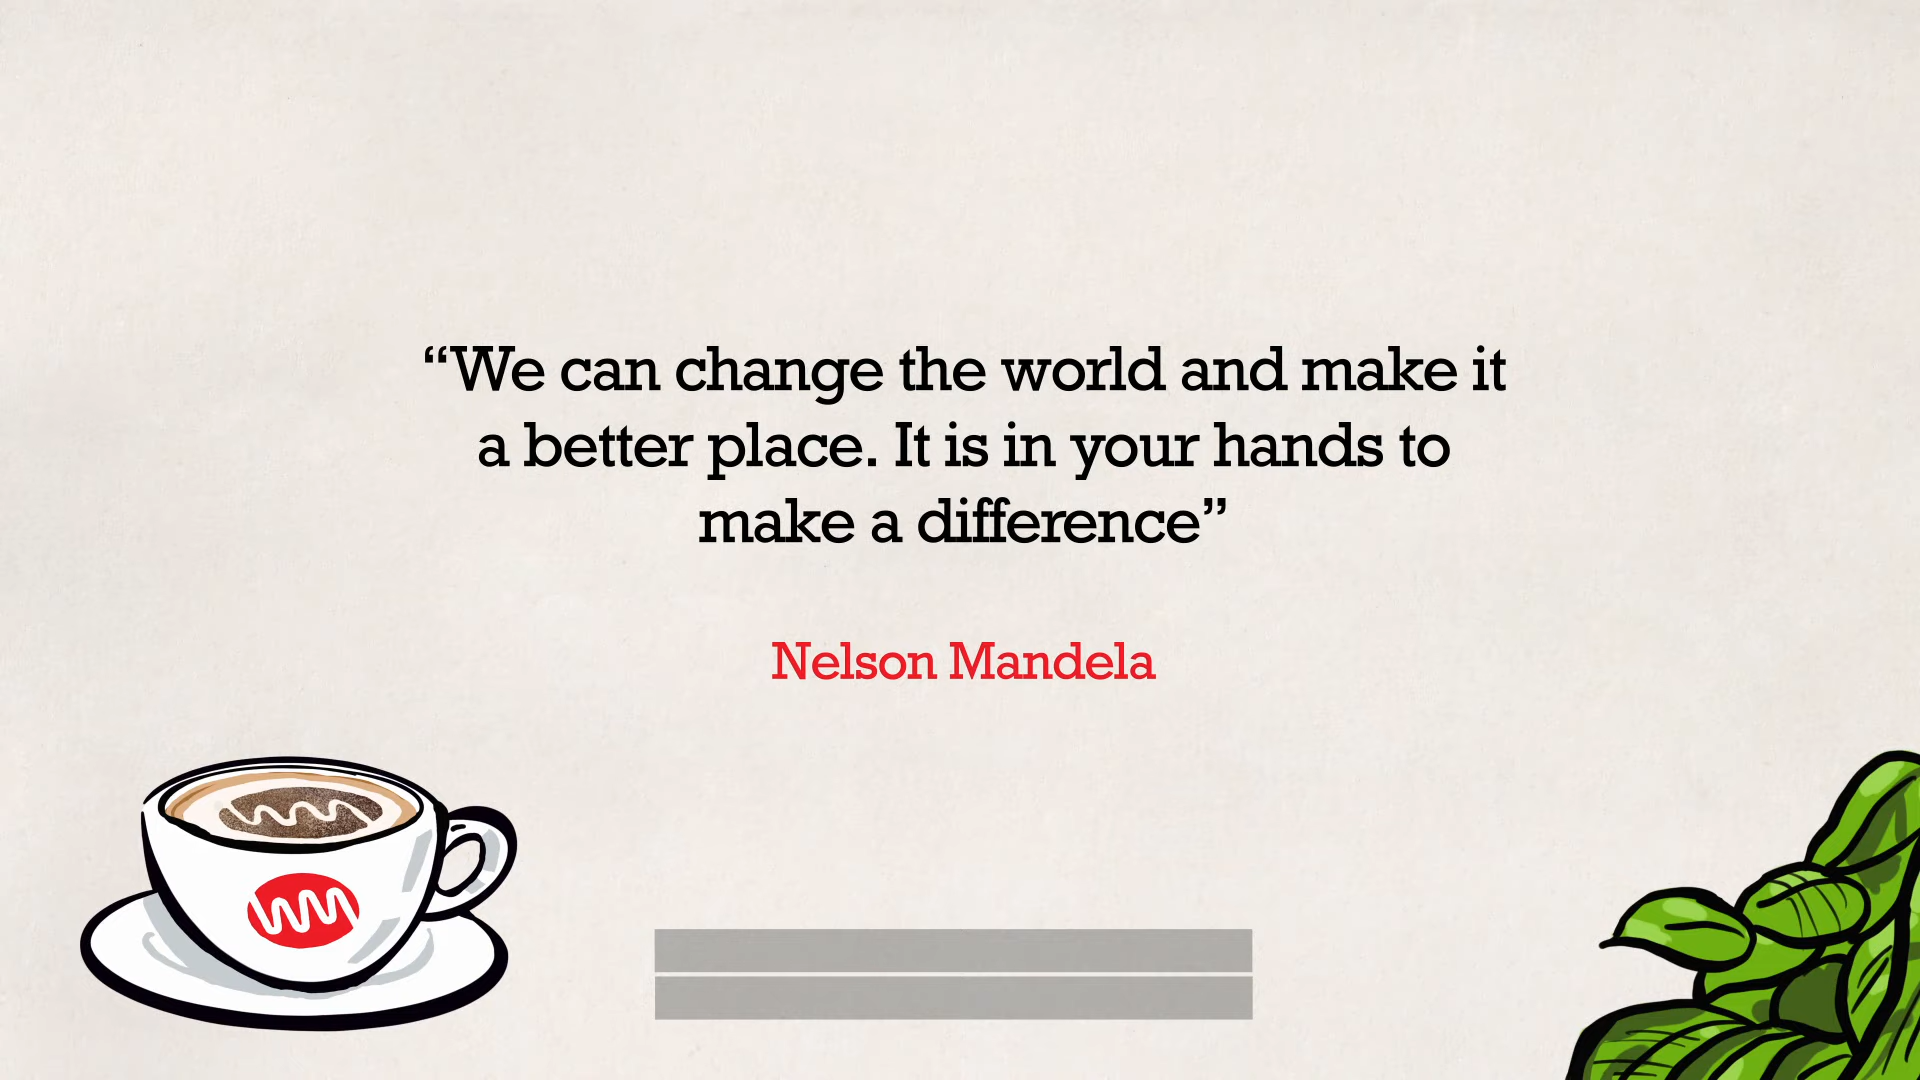 “We can change the world and make it
a better place. It is in your hands to
make a difference”
Nelson Mandela